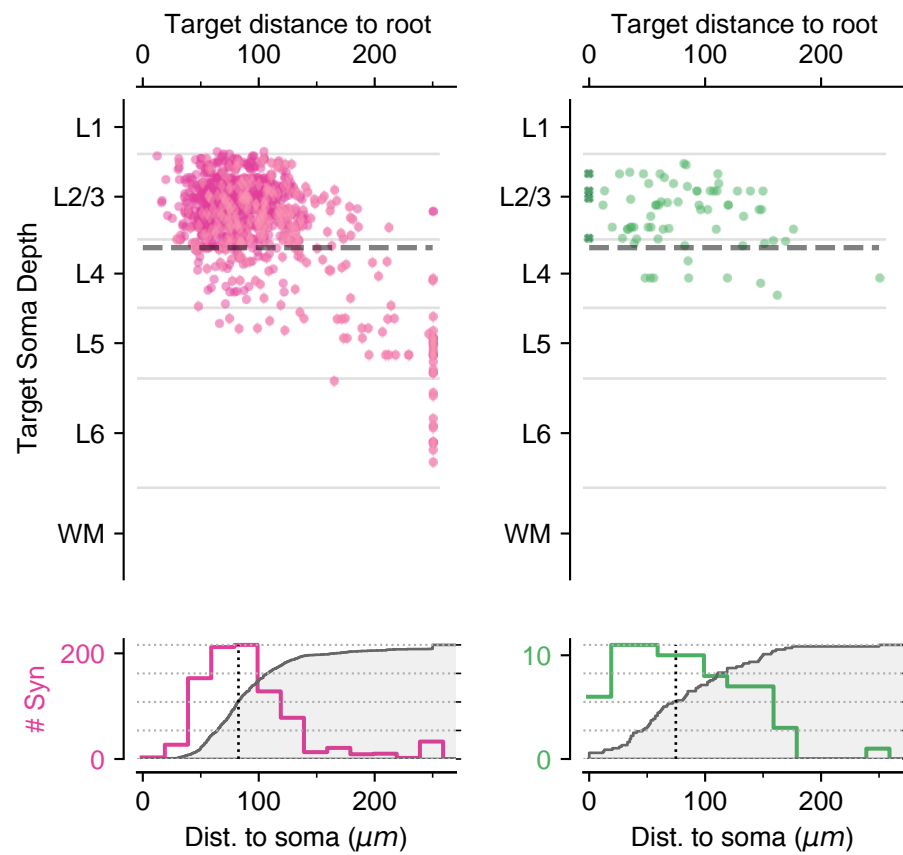 Target distance to root
0 100 200
Target distance to root
0 100 200
Target Soma Depth
L1
L2/3
L4
L5
L6
WM
L1
L2/3
L4
L5
L6
WM
# Syn
200
0
0 100 200
Dist. to soma (μm)
10
0
0 100 200
Dist. to soma (μm)